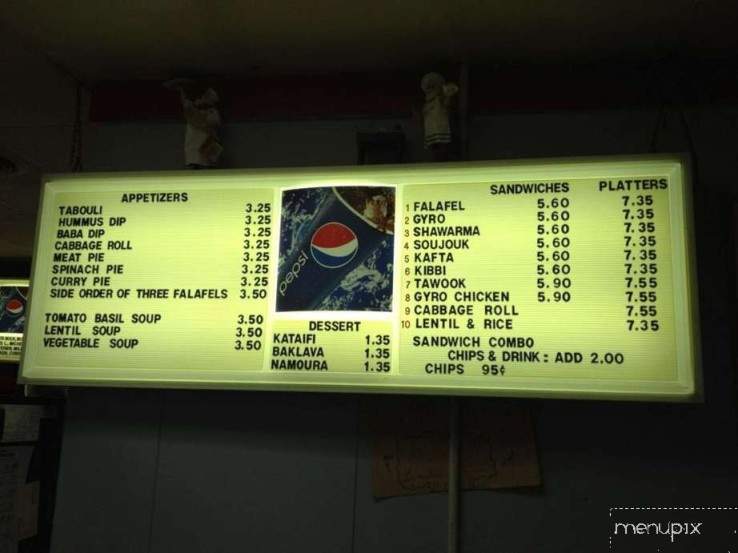 APPETIZERS
TABOULI 3.25
HUMMUS DIP 3.25
BABA DIP 3.25
CABBAGE ROLL 3.25
MEAT PIE 3.25
SPINACH PIE 3.25
CURRY PIE 3.25
SIDE ORDER OF THREE FALAFELS 3.50
TOMATO BASIL SOUP 3.50
LENTIL SOUP 3.50
VEGETABLE SOUP 3.50
pepsi
DESSERT
KATAIFI 1.35
BAKLAVA 1.35
NAMOURA 1.35
SANDWICHES PLATTERS
1 FALAFEL 5.60 7.35
2 GYRO 5.60 7.35
3 SHAWARMA 5.60 7.35
4 SOUJOUK 5.60 7.35
5 KAFTA 5.60 7.35
6 KIBBI 5.60 7.35
7 TAWOOK 5.90 7.55
8 GYRO CHICKEN 5.90 7.55
9 CABBAGE ROLL 7.55
10 LENTIL & RICE 7.35
SANDWICH COMBO
CHIPS & DRINK: ADD 2.00
CHIPS 95¢
menupix